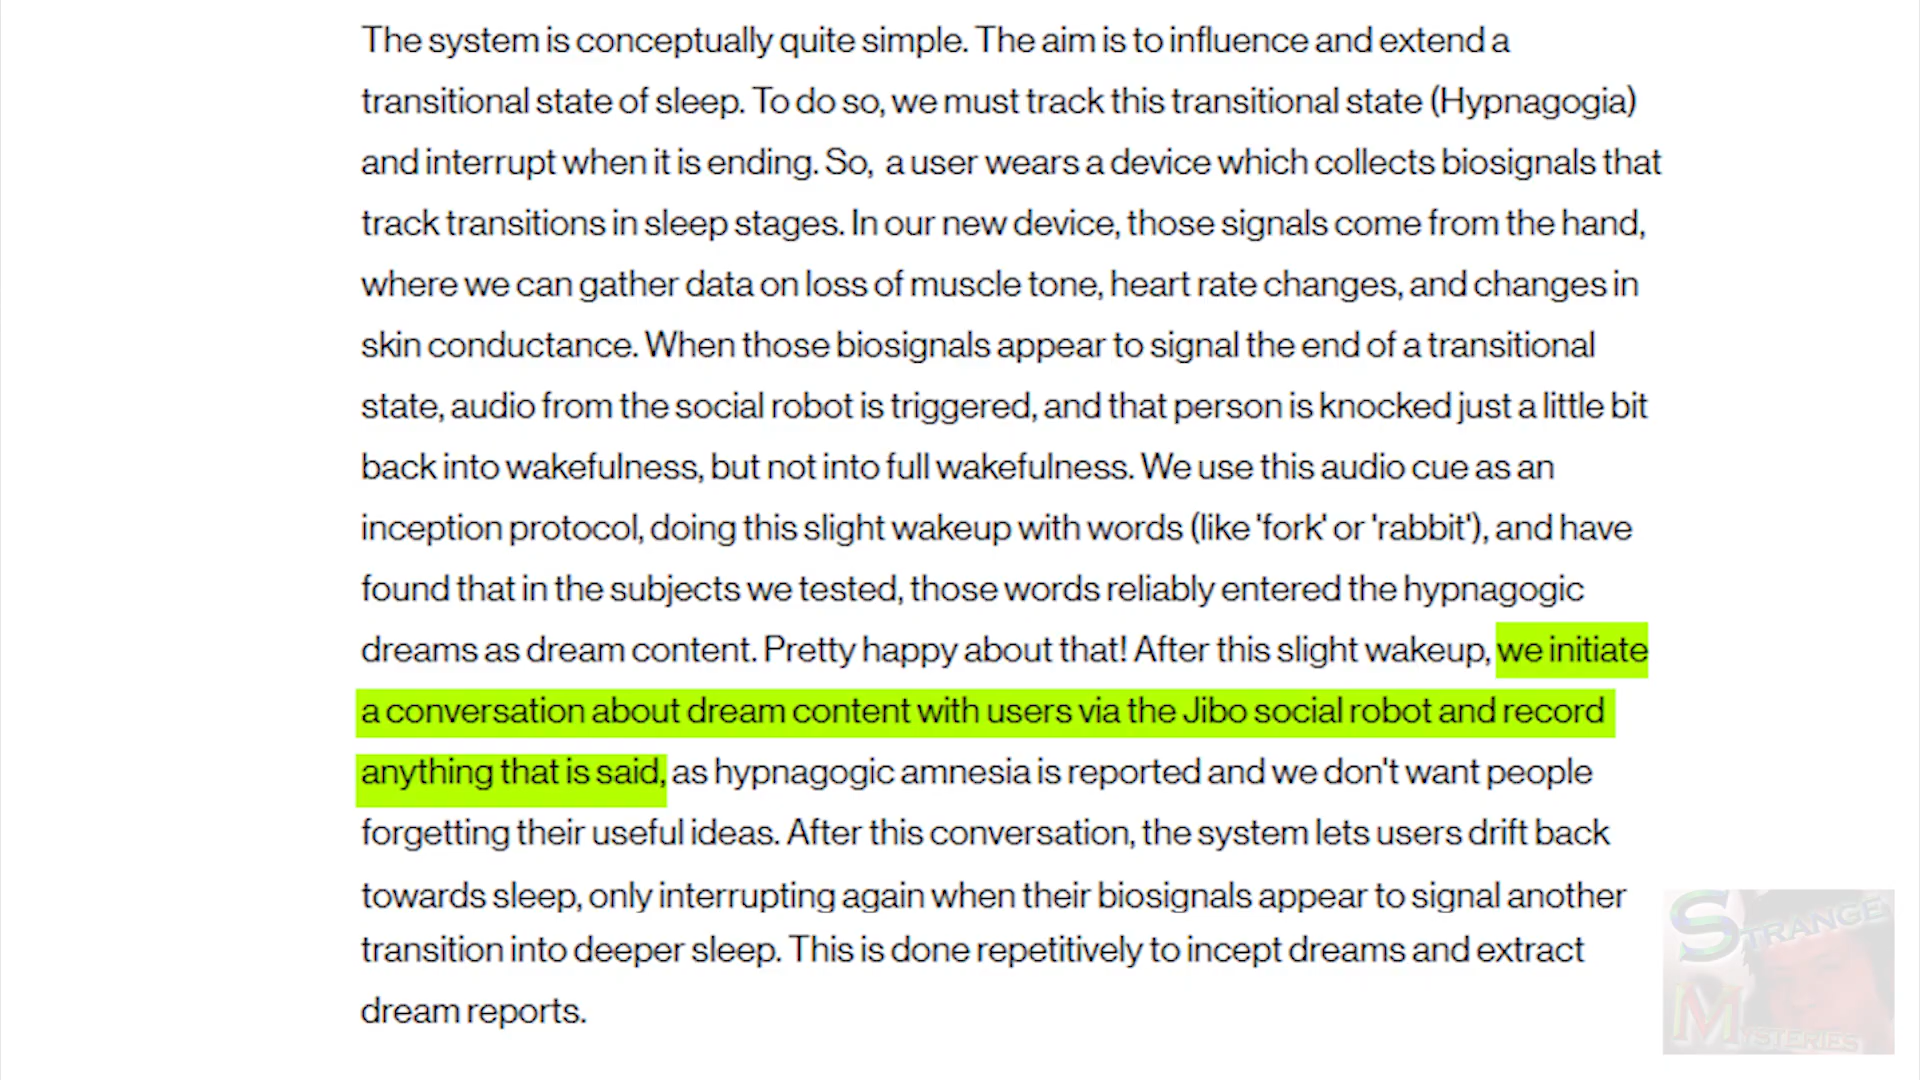 The system is conceptually quite simple. The aim is to influence and extend a
transitional state of sleep. To do so, we must track this transitional state (Hypnagogia)
and interrupt when it is ending. So, a user wears a device which collects biosignals that
track transitions in sleep stages. In our new device, those signals come from the hand,
where we can gather data on loss of muscle tone, heart rate changes, and changes in
skin conductance. When those biosignals appear to signal the end of a transitional
state, audio from the social robot is triggered, and that person is knocked just a little bit
back into wakefulness, but not into full wakefulness. We use this audio cue as an
inception protocol, doing this slight wakeup with words (like 'fork' or 'rabbit'), and have
found that in the subjects we tested, those words reliably entered the hypnagogic
dreams as dream content. Pretty happy about that! After this slight wakeup, we initiate
a conversation about dream content with users via the Jibo social robot and record
anything that is said, as hypnagogic amnesia is reported and we don't want people
forgetting their useful ideas. After this conversation, the system lets users drift back
towards sleep, only interrupting again when their biosignals appear to signal another
transition into deeper sleep. This is done repetitively to incept dreams and extract
dream reports.
STRANGE
MYSTERIES